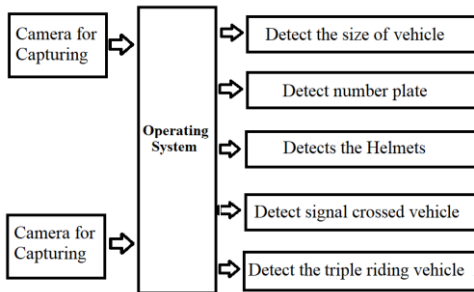 Camera for
Capturing
Operating
System
Camera for
Capturing
Detect the size of vehicle
Detect number plate
Detects the Helmets
Detect signal crossed vehicle
Detect the triple riding vehicle